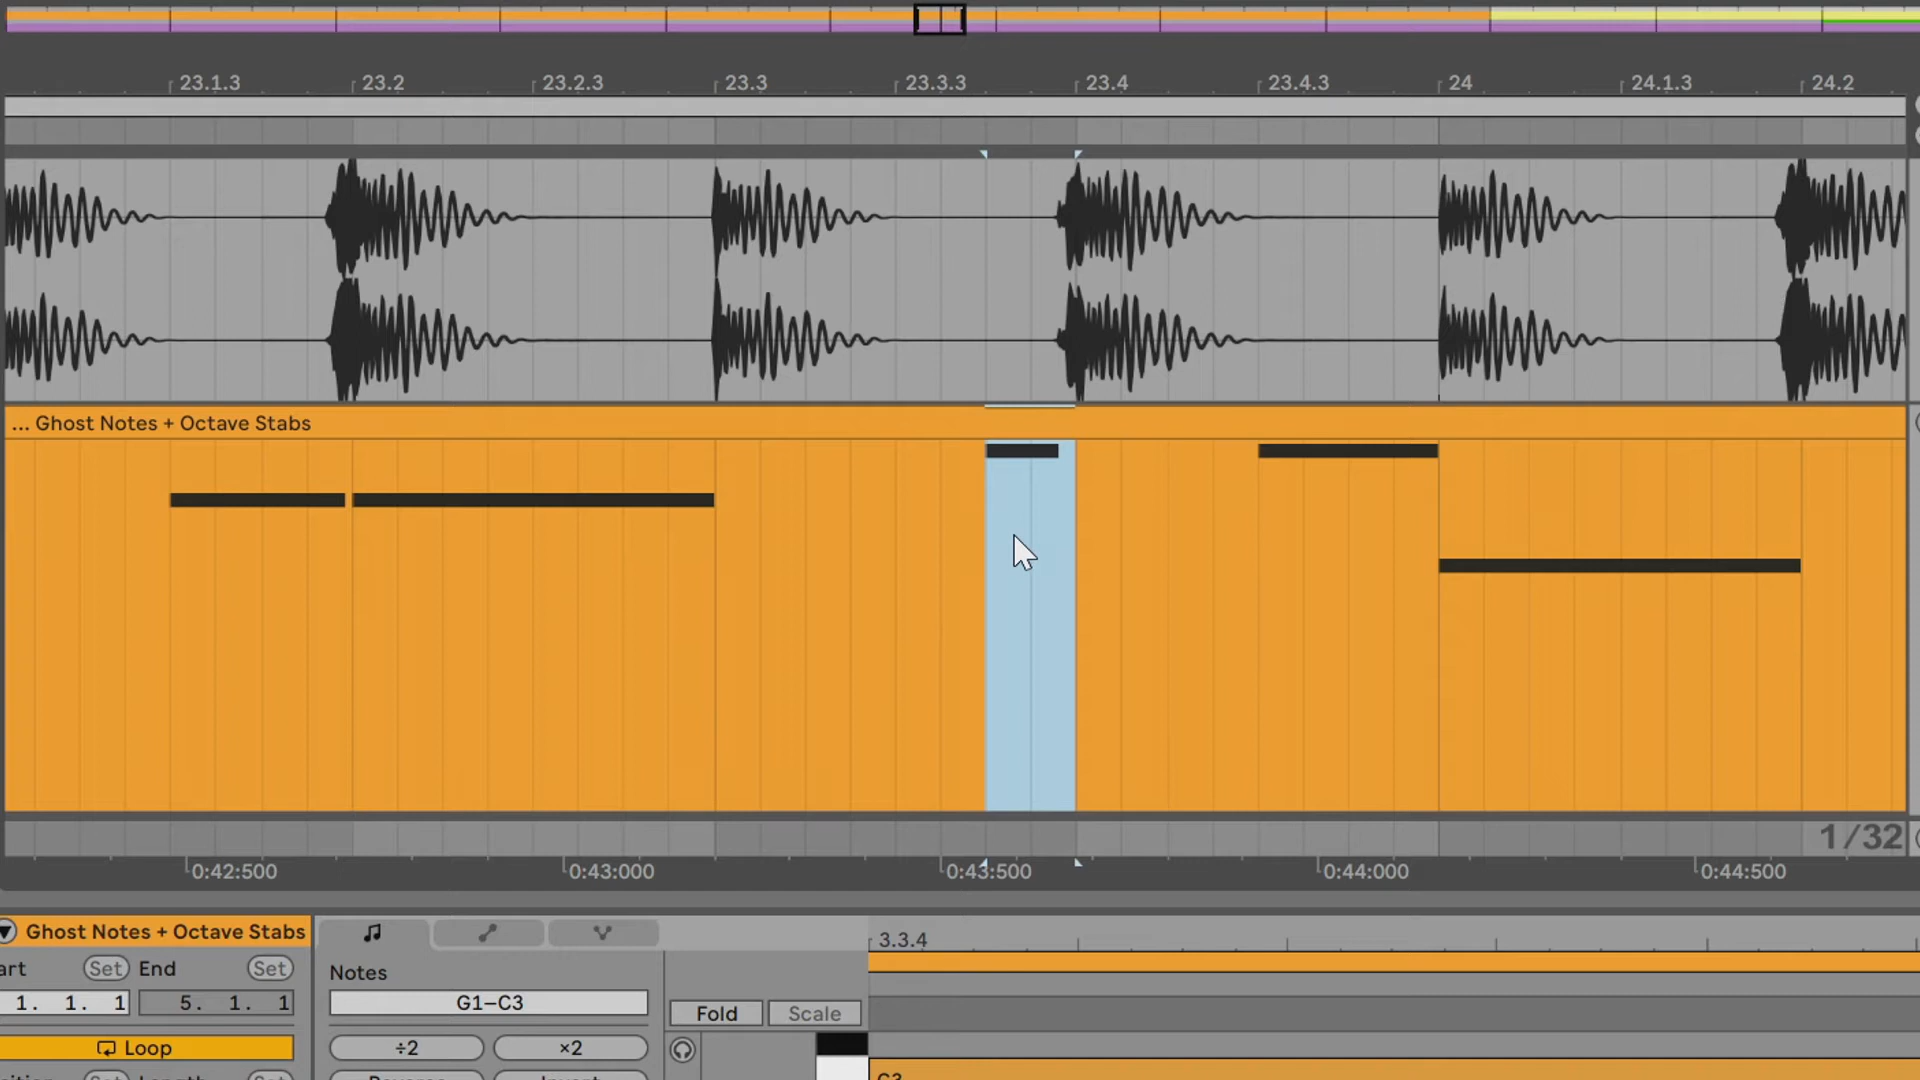 23.1.3 23.2 23.2.3 23.3 23.3.3 23.4 23.4.3 24 24.1.3 24.2
... Ghost Notes + Octave Stabs
1/32
0:42:500 0:43:000 0:43:500 0:44:000 0:44:500
Ghost Notes + Octave Stabs
3.3.4
art Set End Set
Notes
1. 1. 1 5. 1. 1
G1–C3
Fold Scale
Loop
÷2 ×2
C3